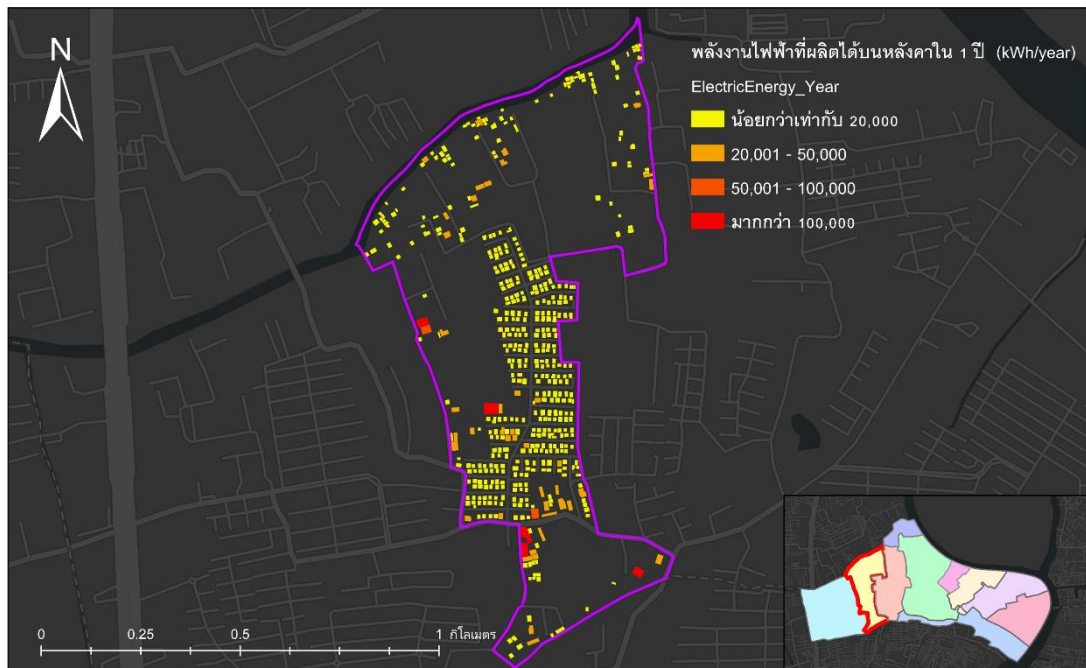 N
พลังงานไฟฟ้าที่ผลิตได้บนหลังคาใน 1 ปี (kWh/year)
ElectricEnergy_Year
น้อยกว่าเท่ากับ 20,000
20,001 - 50,000
50,001 - 100,000
มากกว่า 100,000
0 0.25 0.5 1 กิโลเมตร